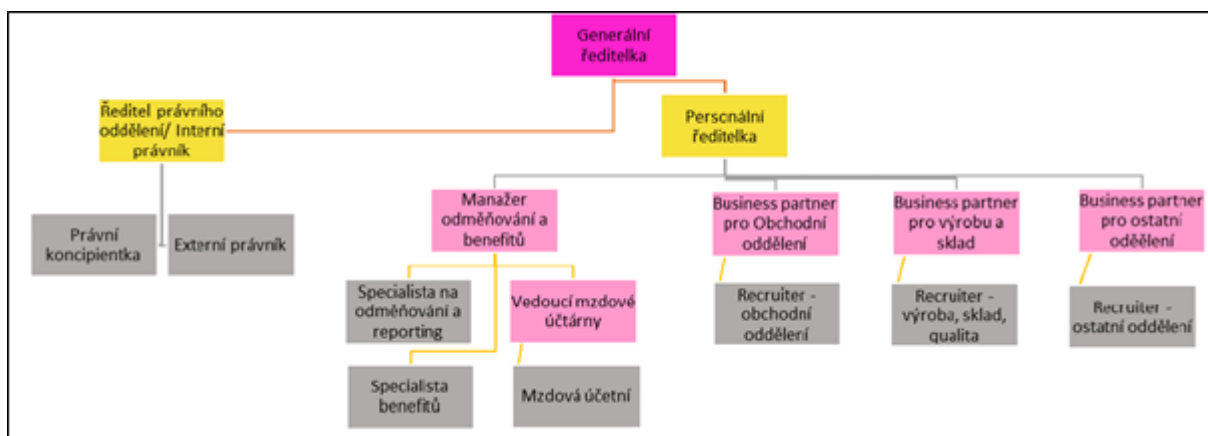 Generální
ředitelka
Ředitel právního
oddělení/ Interní
právník
Personální
ředitelka
Právní
koncipientka
Externí právník
Manažer
odměňování a
benefitů
Business partner
pro Obchodní
oddělení
Business partner
pro výrobu a
sklad
Business partner
pro ostatní
oděělení
Specialista na
odměňování a
reporting
Vedoucí mzdové
účtárny
Recruiter -
obchodní
oddělení
Recruiter -
výroba, sklad,
qualita
Recruiter -
ostatní oddělení
Specialista
benefitů
Mzdová účetní